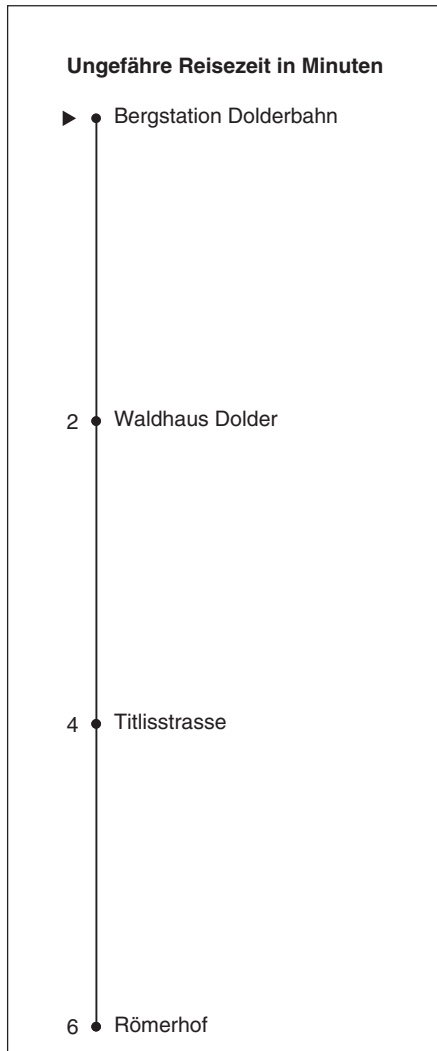 Ungefähre Reisezeit in Minuten
Bergstation Dolderbahn
2 Waldhaus Dolder
4 Titlisstrasse
6 Römerhof